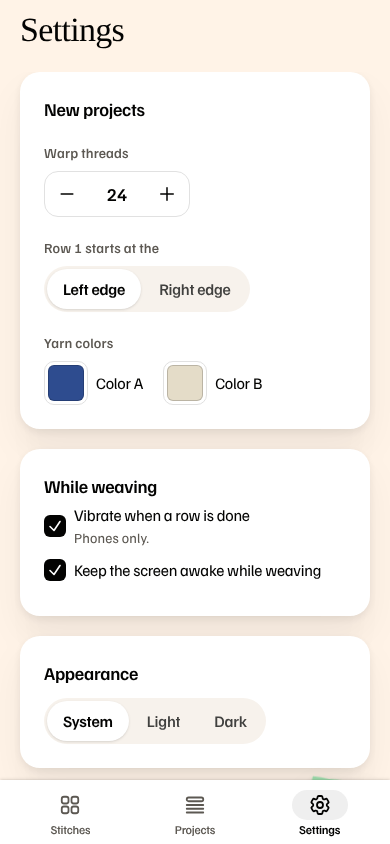 Settings
New projects
Warp threads
24
Row 1 starts at the
Left edge Right edge
Yarn colors
Color A Color B
While weaving
Vibrate when a row is done
Phones only.
Keep the screen awake while weaving
Appearance
System Light Dark
Stitches Projects Settings